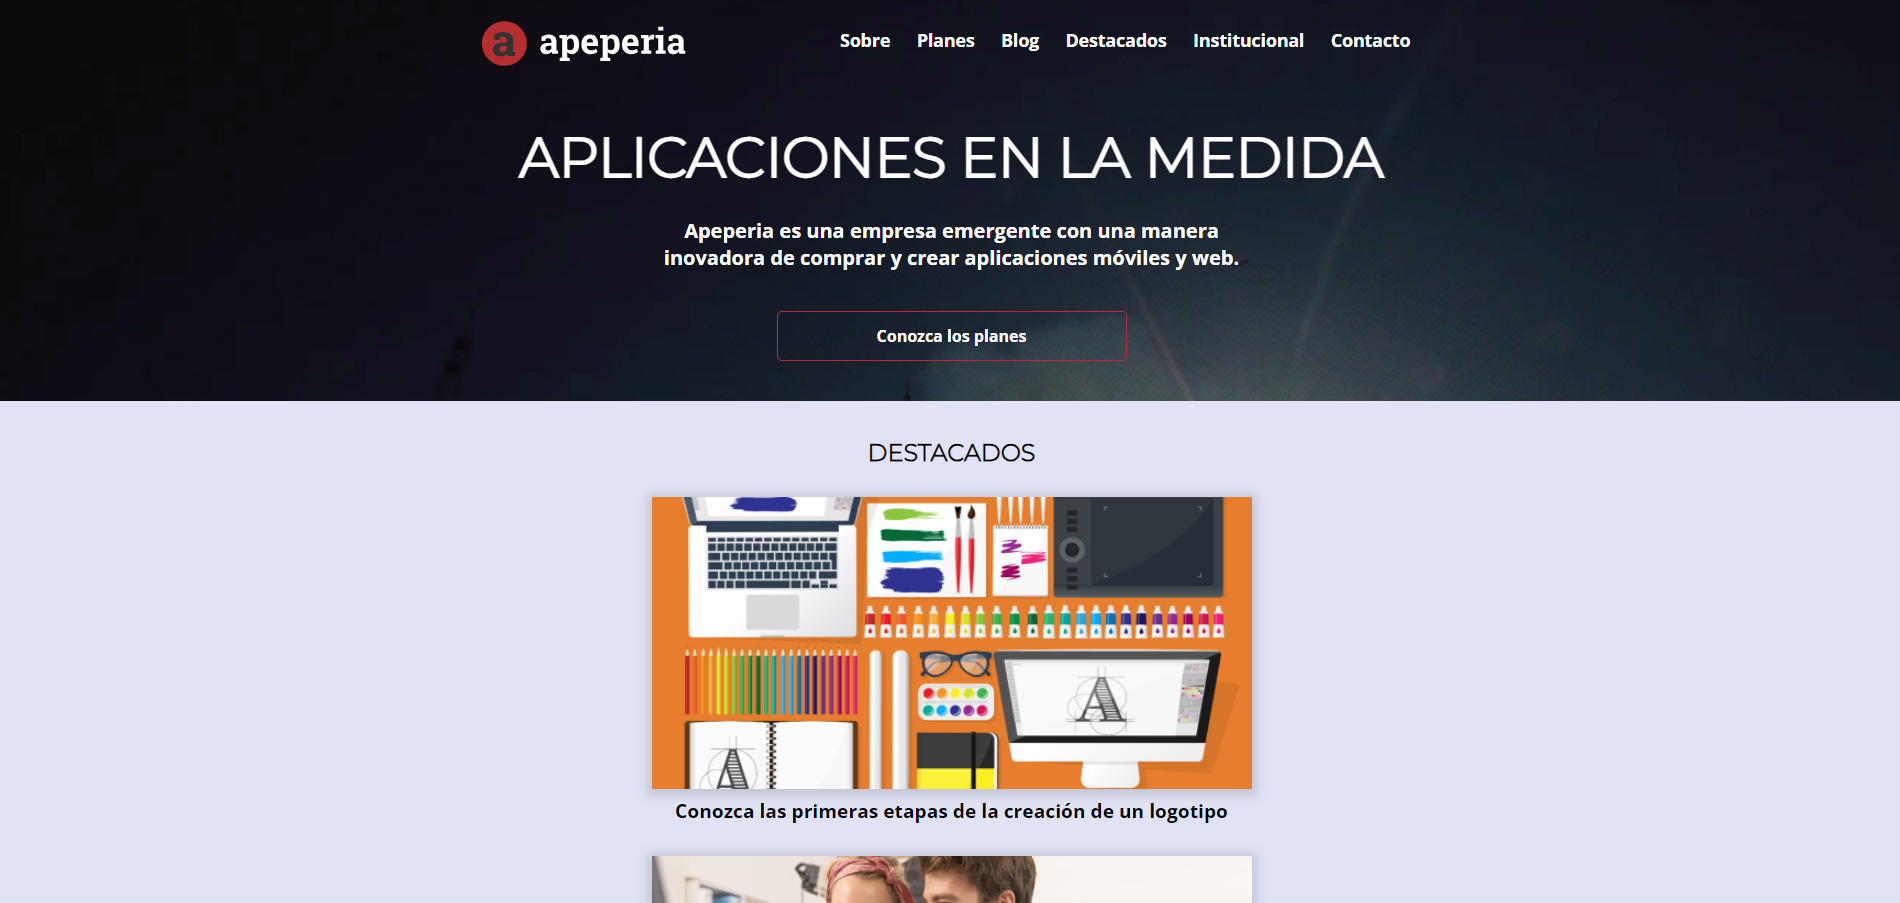 a apeperia
Sobre Planes Blog Destacados Institucional Contacto
APLICACIONES EN LA MEDIDA
Apeperia es una empresa emergente con una manera
inovadora de comprar y crear aplicaciones móviles y web.
Conozca los planes
DESTACADOS
A
A
Conozca las primeras etapas de la creación de un logotipo